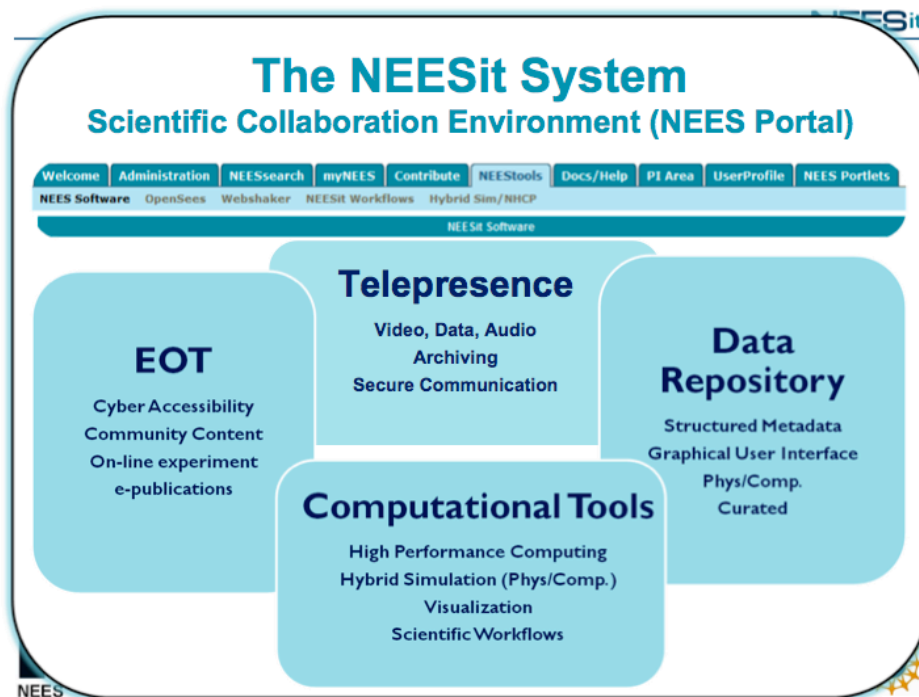 NEESit
The NEESit System
Scientific Collaboration Environment (NEES Portal)
Welcome Administration NEESsearch myNEES Contribute NEEStools Docs/Help PI Area UserProfile NEES Portlets
NEES Software OpenSees Webshaker NEESit Workflows Hybrid Sim/NHCP
NEESit Software
Telepresence
Video, Data, Audio
Archiving
Secure Communication
EOT
Cyber Accessibility
Community Content
On-line experiment
e-publications
Data
Repository
Structured Metadata
Graphical User Interface
Phys/Comp.
Curated
Computational Tools
High Performance Computing
Hybrid Simulation (Phys/Comp.)
Visualization
Scientific Workflows
NEES